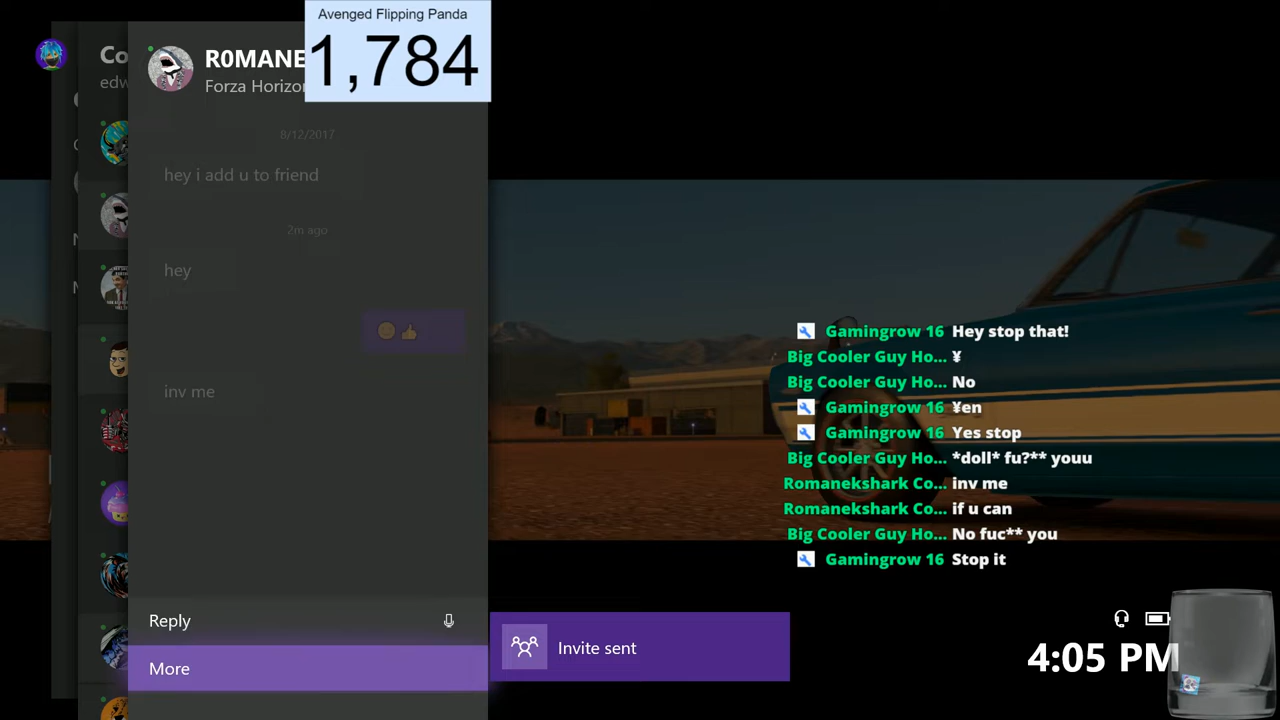 Avenged Flipping Panda
1,784
Co
edw
R0MANE
Forza Horizon
8/12/2017
hey i add u to friend
2m ago
hey
inv me
Reply
More
Invite sent
Gamingrow 16 Hey stop that!
Big Cooler Guy Ho... ¥
Big Cooler Guy Ho... No
Gamingrow 16 ¥en
Gamingrow 16 Yes stop
Big Cooler Guy Ho... *doll* fu?** youu
Romanekshark Co... inv me
Romanekshark Co... if u can
Big Cooler Guy Ho... No fuc** you
Gamingrow 16 Stop it
4:05 PM